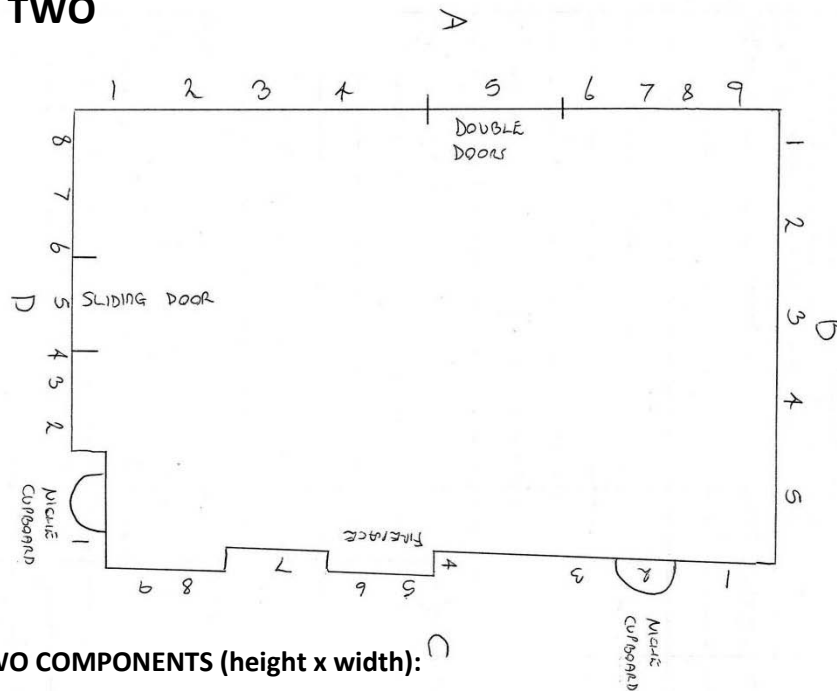 TWO
A
1 2 3 4 5 6 7 8 9
DOUBLE
DOORS
8 7 6 5 4 3 2 1
D
SLIDING DOOR
1 2 3 4 5
B
NICHE
CUPBOARD
FIREPLACE
9 8 7 6 5 4 3 2 1
NICHE
CUPBOARD
C
WO COMPONENTS (height x width):